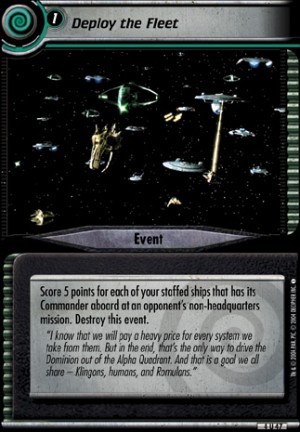 1
Deploy the Fleet
Event
Score 5 points for each of your staffed ships that has its
Commander aboard at an opponent's non-headquarters
mission. Destroy this event.
"I know that we will pay a heavy price for every system we
take from them. But in the end, that's the only way to drive the
Dominion out of the Alpha Quadrant. And that is a goal we all
share – Klingons, humans, and Romulans."
4 U 47